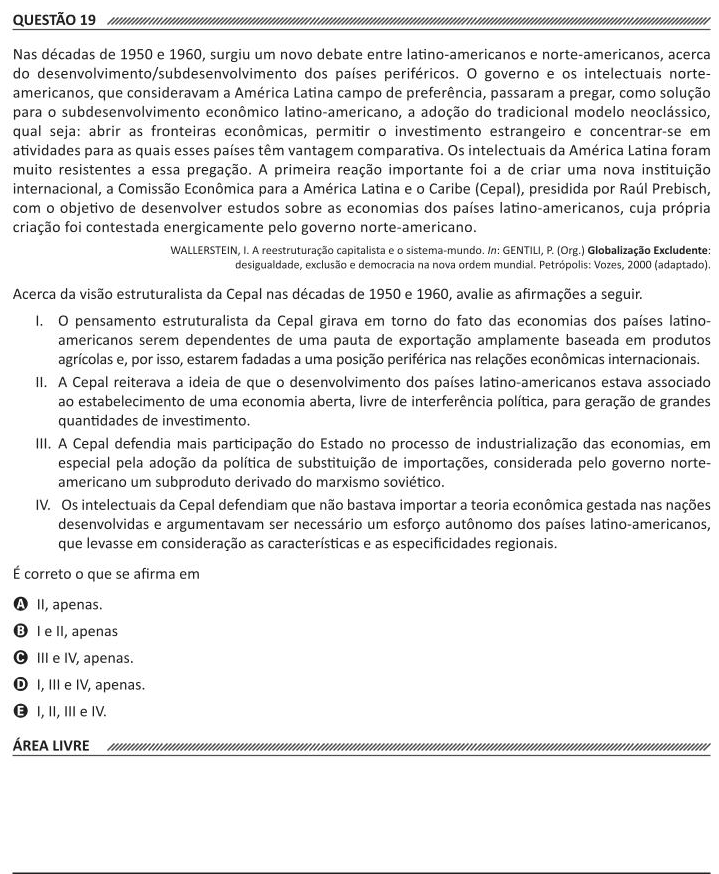 QUESTÃO 19
Nas décadas de 1950 e 1960, surgiu um novo debate entre latino-americanos e norte-americanos, acerca
do desenvolvimento/subdesenvolvimento dos países periféricos. O governo e os intelectuais norte-
americanos, que consideravam a América Latina campo de preferência, passaram a pregar, como solução
para o subdesenvolvimento econômico latino-americano, a adoção do tradicional modelo neoclássico,
qual seja: abrir as fronteiras econômicas, permitir o investimento estrangeiro e concentrar-se em
atividades para as quais esses países têm vantagem comparativa. Os intelectuais da América Latina foram
muito resistentes a essa pregação. A primeira reação importante foi a de criar uma nova instituição
internacional, a Comissão Econômica para a América Latina e o Caribe (Cepal), presidida por Raúl Prebisch,
com o objetivo de desenvolver estudos sobre as economias dos países latino-americanos, cuja própria
criação foi contestada energicamente pelo governo norte-americano.
WALLERSTEIN, I. A reestruturação capitalista e o sistema-mundo. In: GENTILI, P. (Org.) Globalização Excludente:
desigualdade, exclusão e democracia na nova ordem mundial. Petrópolis: Vozes, 2000 (adaptado).
Acerca da visão estruturalista da Cepal nas décadas de 1950 e 1960, avalie as afirmações a seguir.
I. O pensamento estruturalista da Cepal girava em torno do fato das economias dos países latino-
americanos serem dependentes de uma pauta de exportação amplamente baseada em produtos
agrícolas e, por isso, estarem fadadas a uma posição periférica nas relações econômicas internacionais.
II. A Cepal reiterava a ideia de que o desenvolvimento dos países latino-americanos estava associado
ao estabelecimento de uma economia aberta, livre de interferência política, para geração de grandes
quantidades de investimento.
III. A Cepal defendia mais participação do Estado no processo de industrialização das economias, em
especial pela adoção da política de substituição de importações, considerada pelo governo norte-
americano um subproduto derivado do marxismo soviético.
IV. Os intelectuais da Cepal defendiam que não bastava importar a teoria econômica gestada nas nações
desenvolvidas e argumentavam ser necessário um esforço autônomo dos países latino-americanos,
que levasse em consideração as características e as especificidades regionais.
É correto o que se afirma em
A II, apenas.
B I e II, apenas
C III e IV, apenas.
D I, III e IV, apenas.
E I, II, III e IV.
ÁREA LIVRE